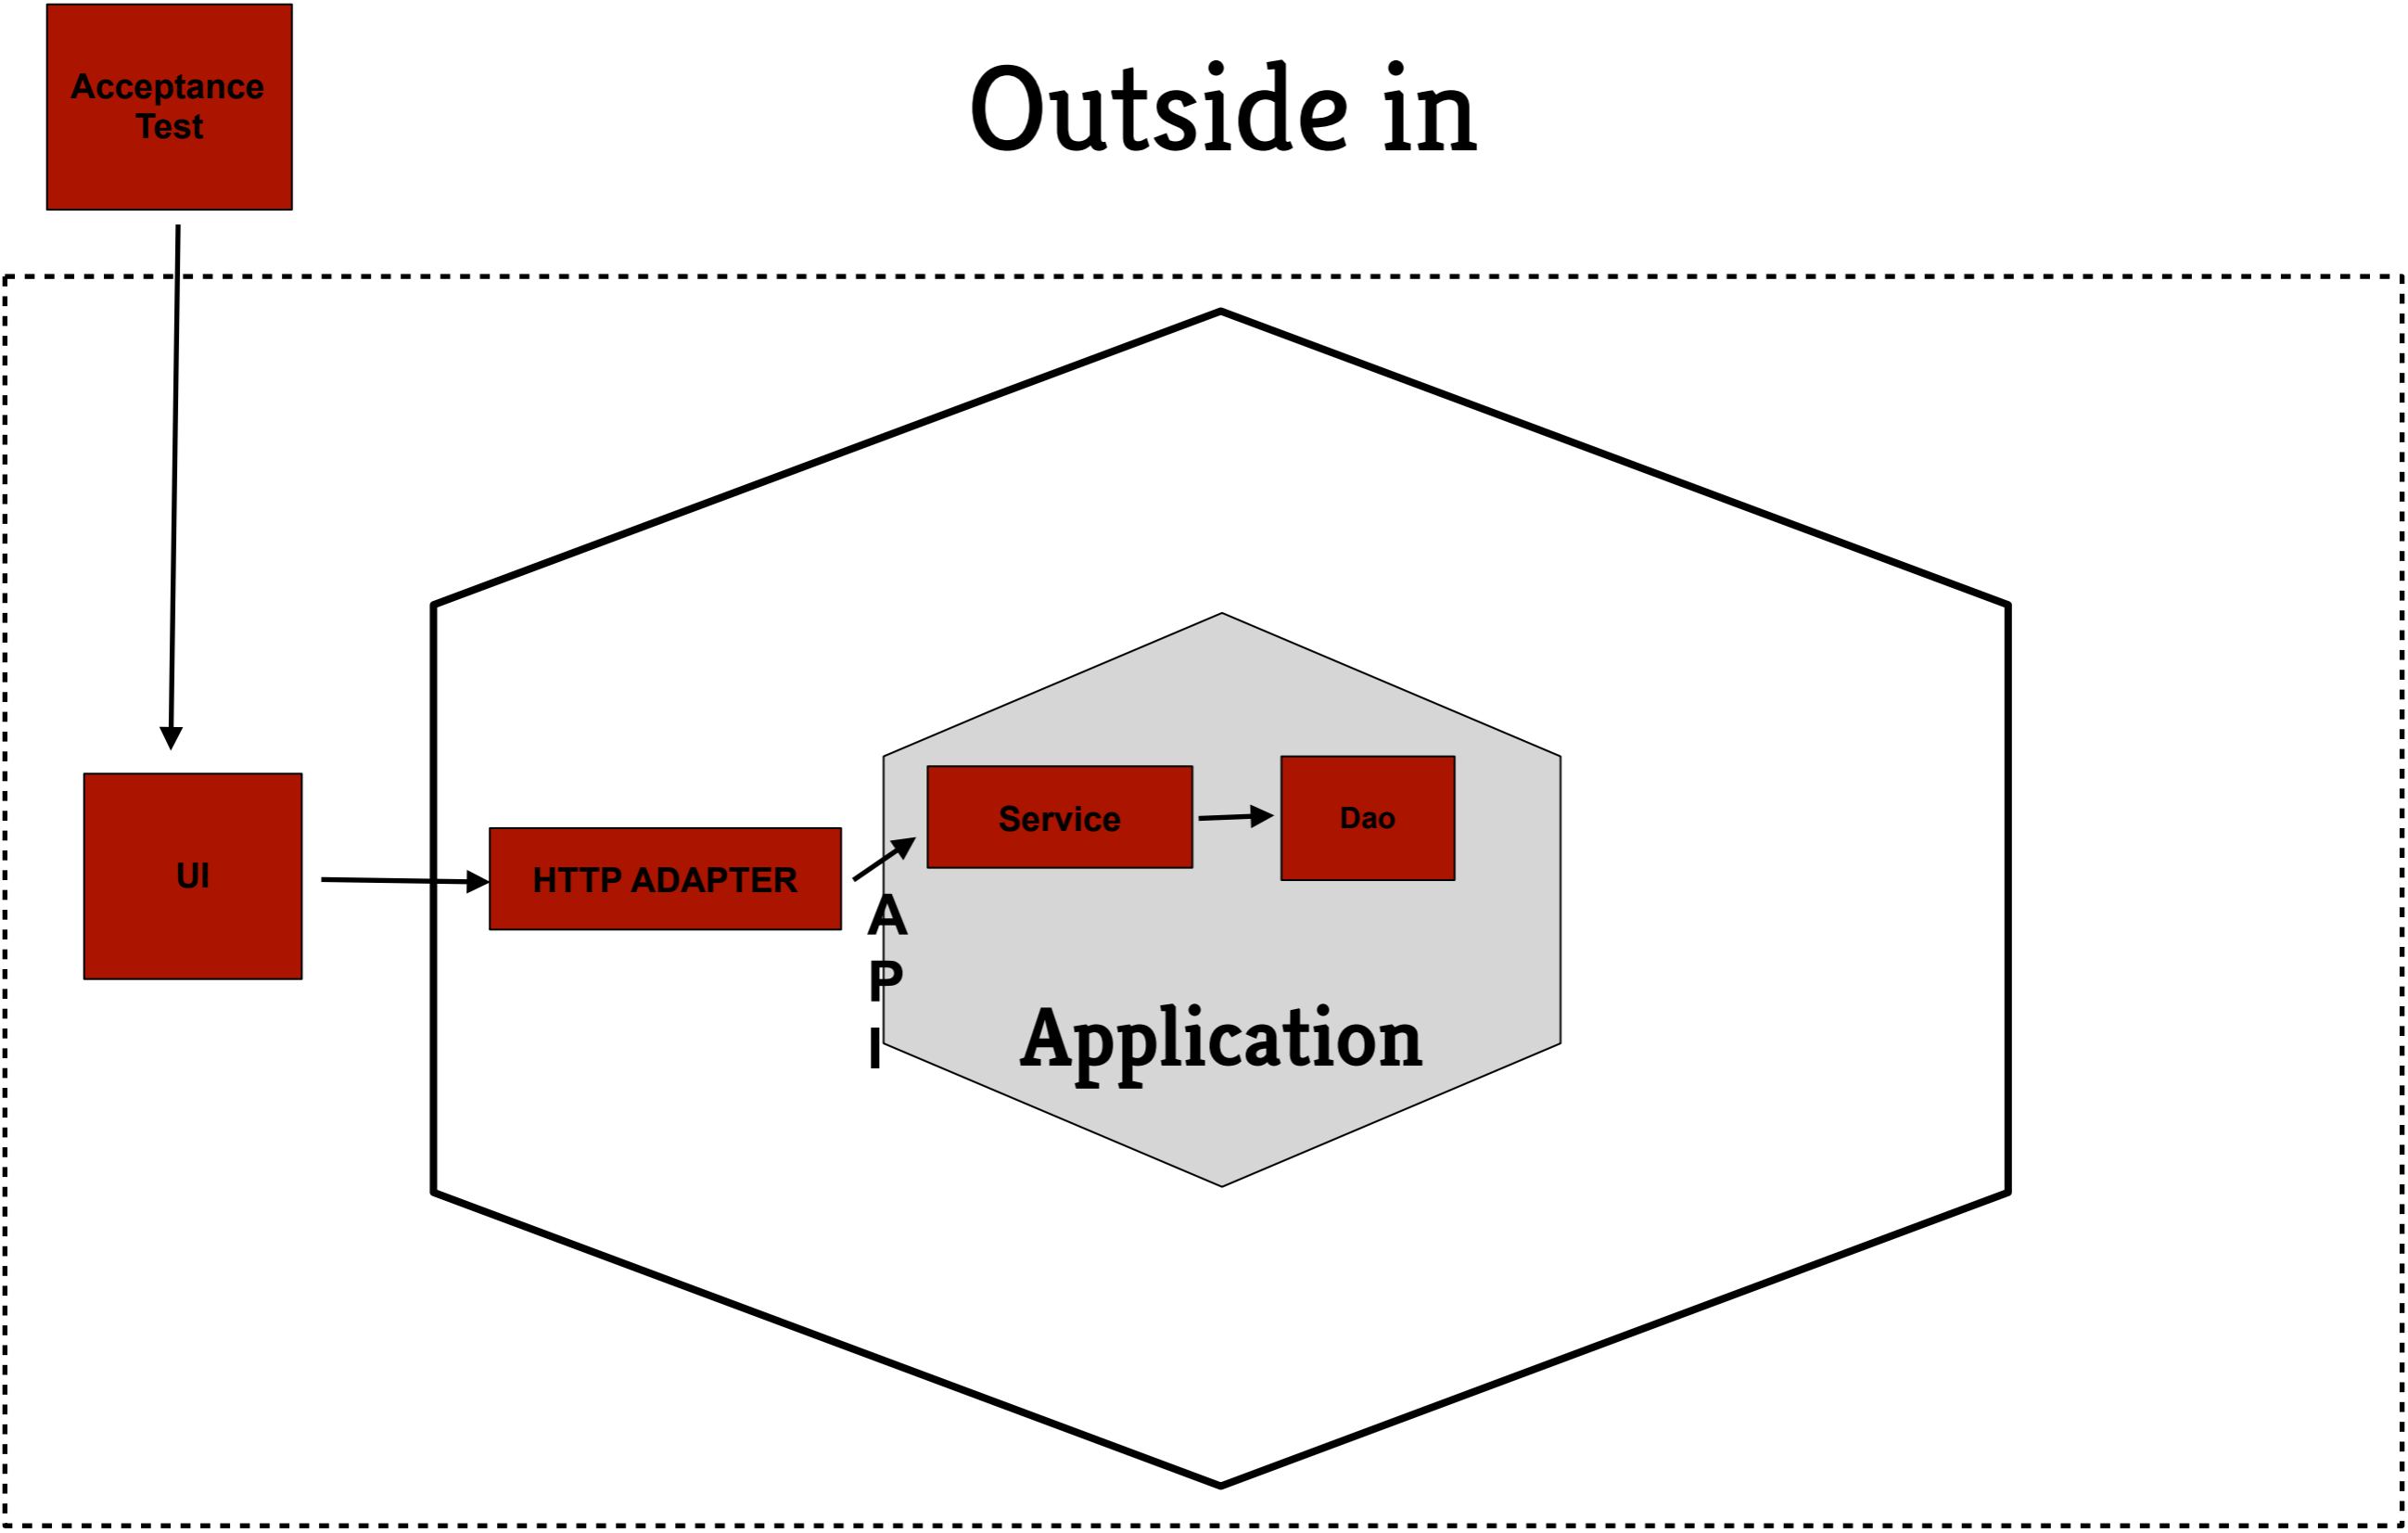 Acceptance
Test
Outside in
UI
HTTP ADAPTER
Service
Dao
A
P
I
Application